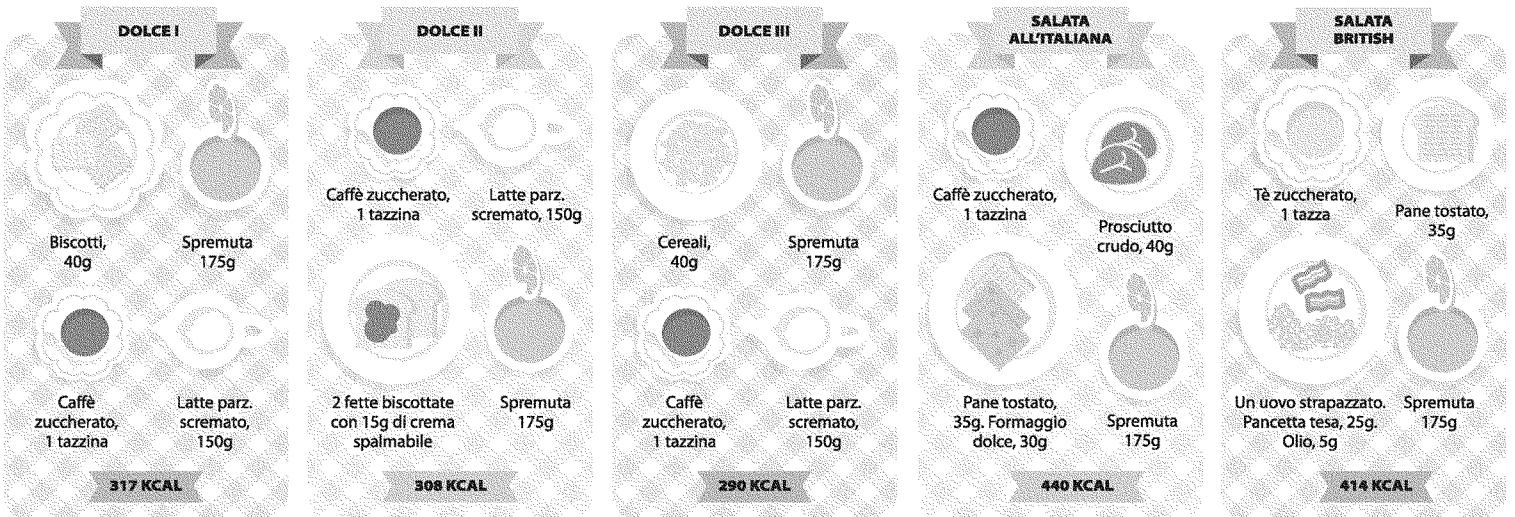 DOLCE I
Biscotti,
40g
Spremuta
175g
Caffè
zuccherato,
1 tazzina
Latte parz.
scremato,
150g
317 KCAL
DOLCE II
Caffè zuccherato,
1 tazzina
Latte parz.
scremato, 150g
2 fette biscottate
con 15g di crema
spalmabile
Spremuta
175g
308 KCAL
DOLCE III
Cereali,
40g
Spremuta
175g
Caffè
zuccherato,
1 tazzina
Latte parz.
scremato,
150g
290 KCAL
SALATA
ALL'ITALIANA
Caffè zuccherato,
1 tazzina
Prosciutto
crudo, 40g
Pane tostato,
35g. Formaggio
dolce, 30g
Spremuta
175g
440 KCAL
SALATA
BRITISH
Tè zuccherato,
1 tazza
Pane tostato,
35g
Un uovo strapazzato.
Pancetta tesa, 25g.
Olio, 5g
Spremuta
175g
414 KCAL